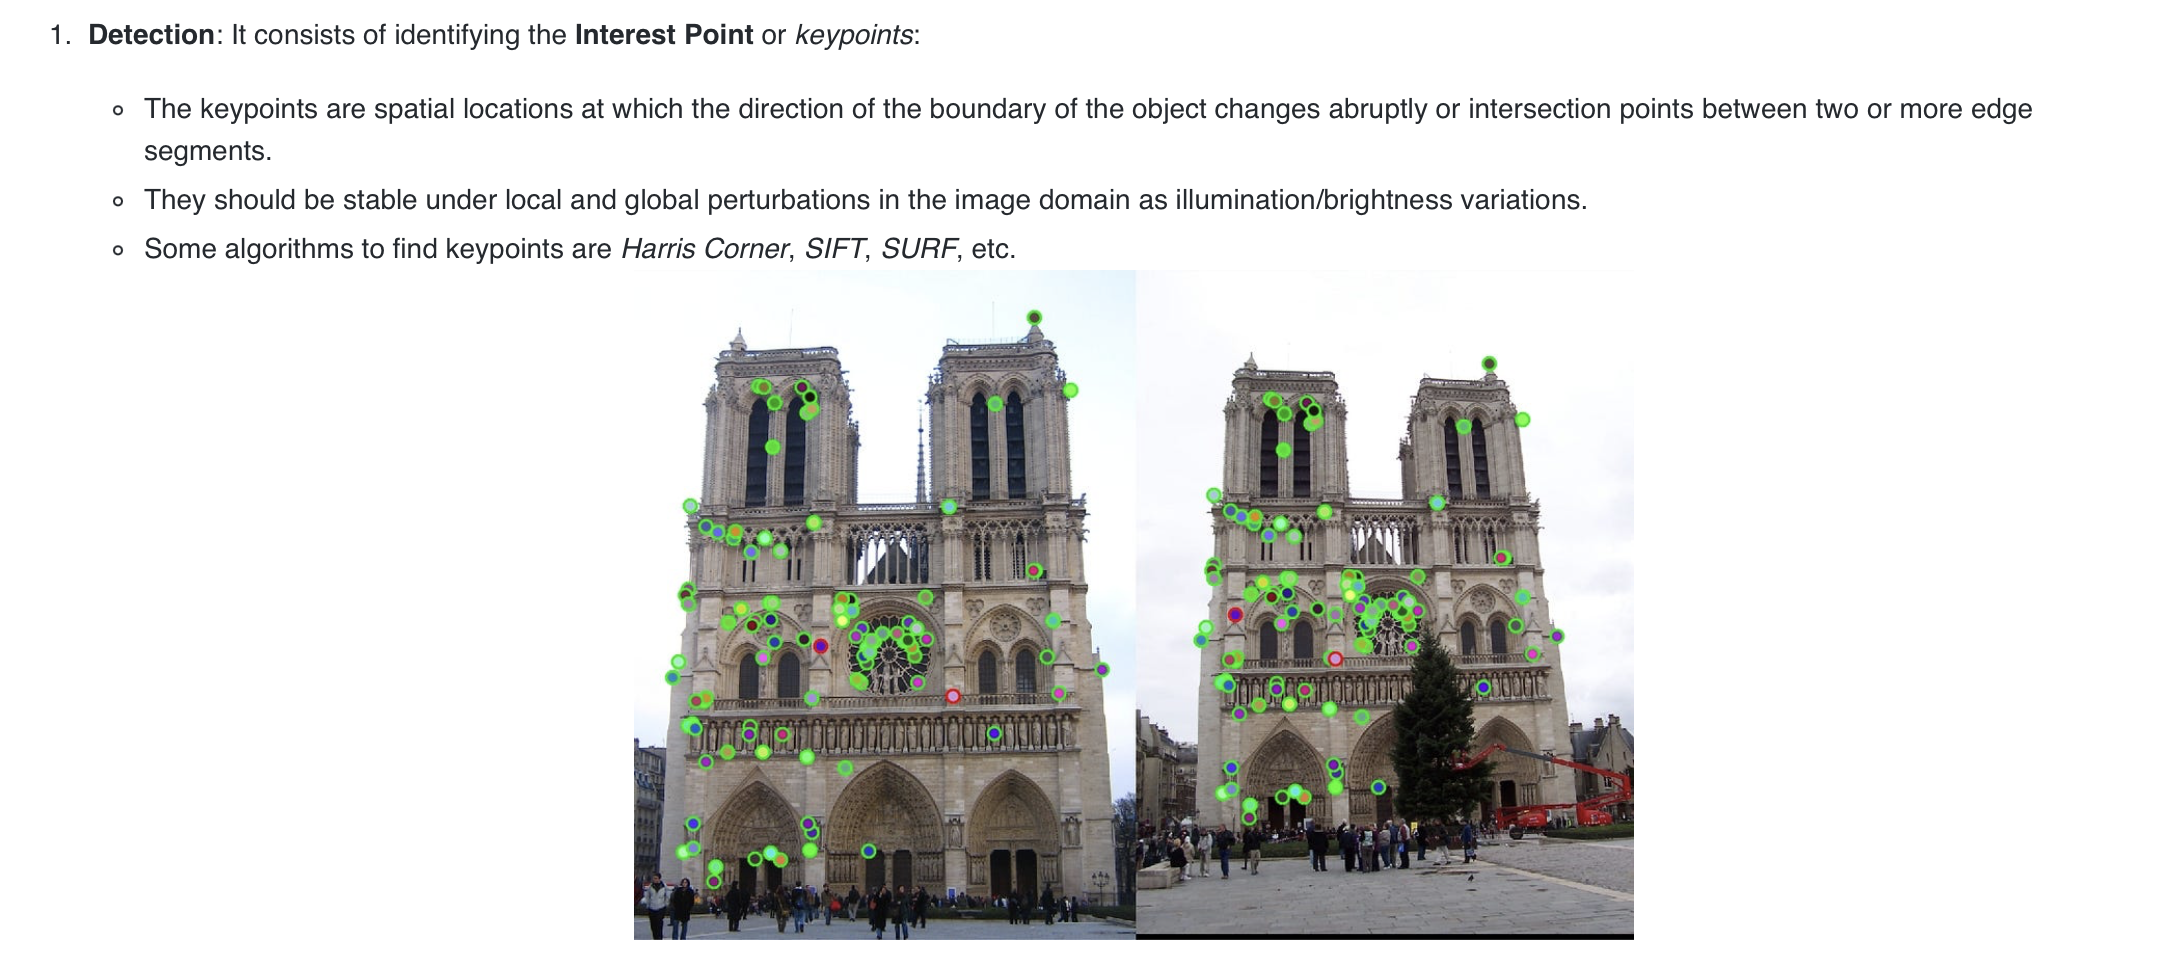 1. Detection: It consists of identifying the Interest Point or keypoints:
The keypoints are spatial locations at which the direction of the boundary of the object changes abruptly or intersection points between two or more edge
segments.
They should be stable under local and global perturbations in the image domain as illumination/brightness variations.
Some algorithms to find keypoints are Harris Corner, SIFT, SURF, etc.